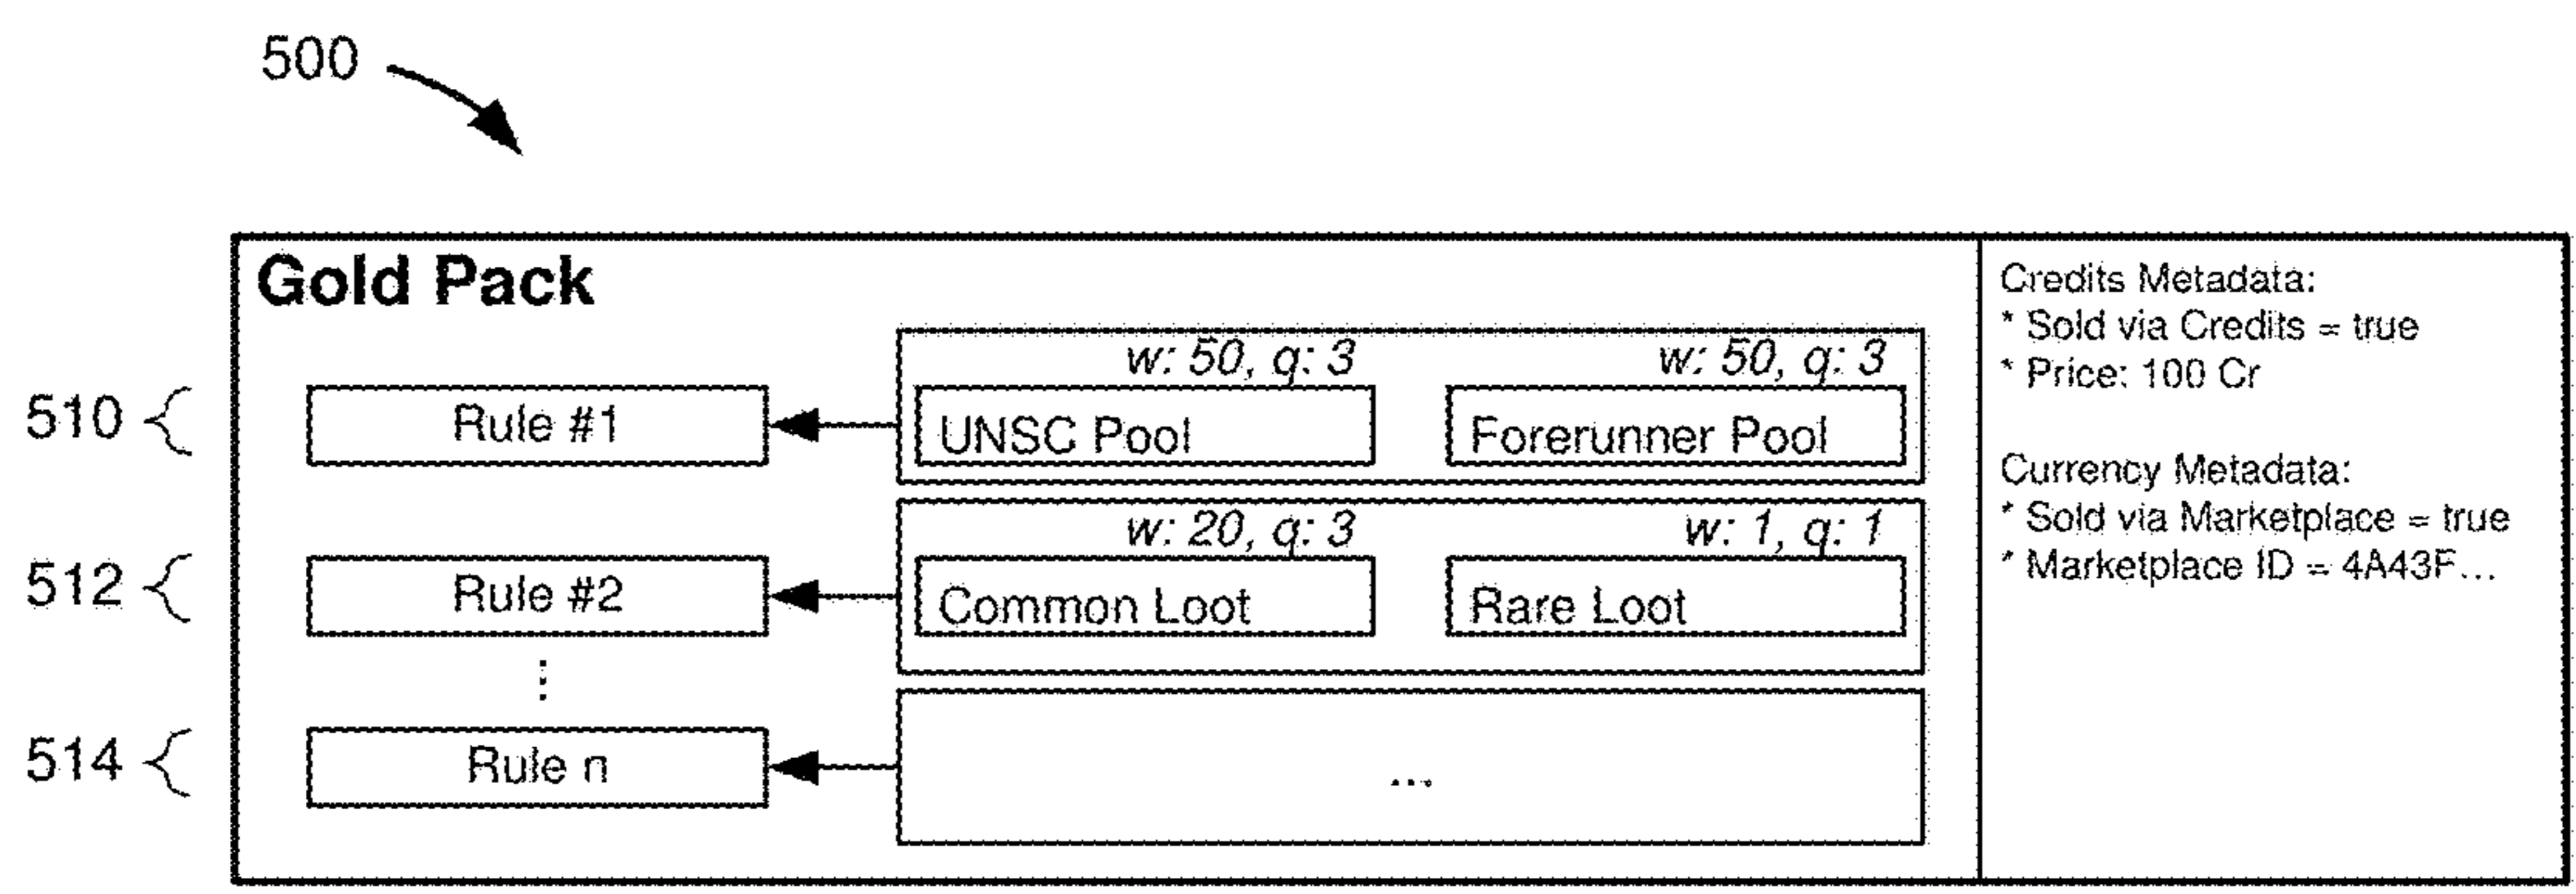 500
Gold Pack
w: 50, q: 3 w: 50, q: 3
510 Rule #1 UNSC Pool Forerunner Pool
w: 20, q: 3 w: 1, q: 1
512 Rule #2 Common Loot Rare Loot
⋮
514 Rule n ...
Credits Metadata:
* Sold via Credits = true
* Price: 100 Cr
Currency Metadata:
* Sold via Marketplace = true
* Marketplace ID = 4A43F...